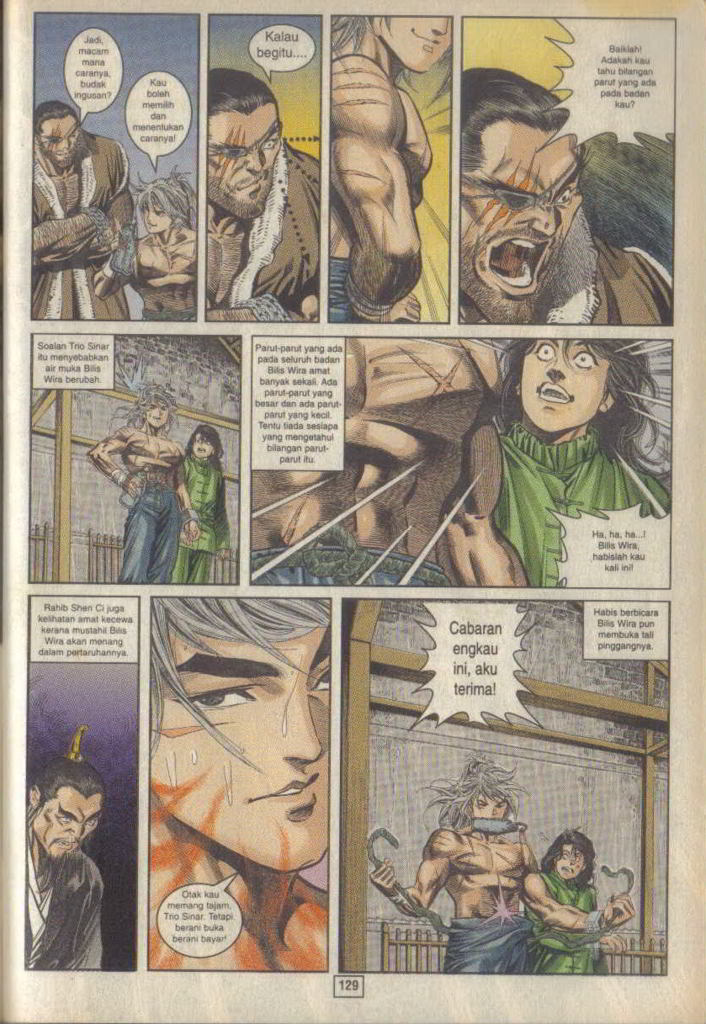 Jadi,
macam
mana
caranya,
budak
ingusan?
Kau
boleh
memilih
dan
menentukan
caranya!
Kalau
begitu....
Baiklah!
Adakah kau
tahu bilangan
parut yang ada
pada badan
kau?
Soalan Trio Sinar
itu menyebabkan
air muka Bilis
Wira berubah.
Parut-parut yang ada
pada seluruh badan
Bilis Wira amat
banyak sekali. Ada
parut-parut yang
besar dan ada parut-
parut yang kecil.
Tentu tiada sesiapa
yang mengetahui
bilangan parut-
parut itu.
Ha, ha, ha...!
Bilis Wira,
habislah kau
kali ini!
Rahib Shen Ci juga
kelihatan amat kecewa
kerana mustahil Bilis
Wira akan menang
dalam pertaruhannya.
Otak kau
memang tajam,
Trio Sinar. Tetapi,
berani buka
berani bayar!
Cabaran
engkau
ini, aku
terima!
Habis berbicara
Bilis Wira pun
membuka tali
pinggangnya.
129